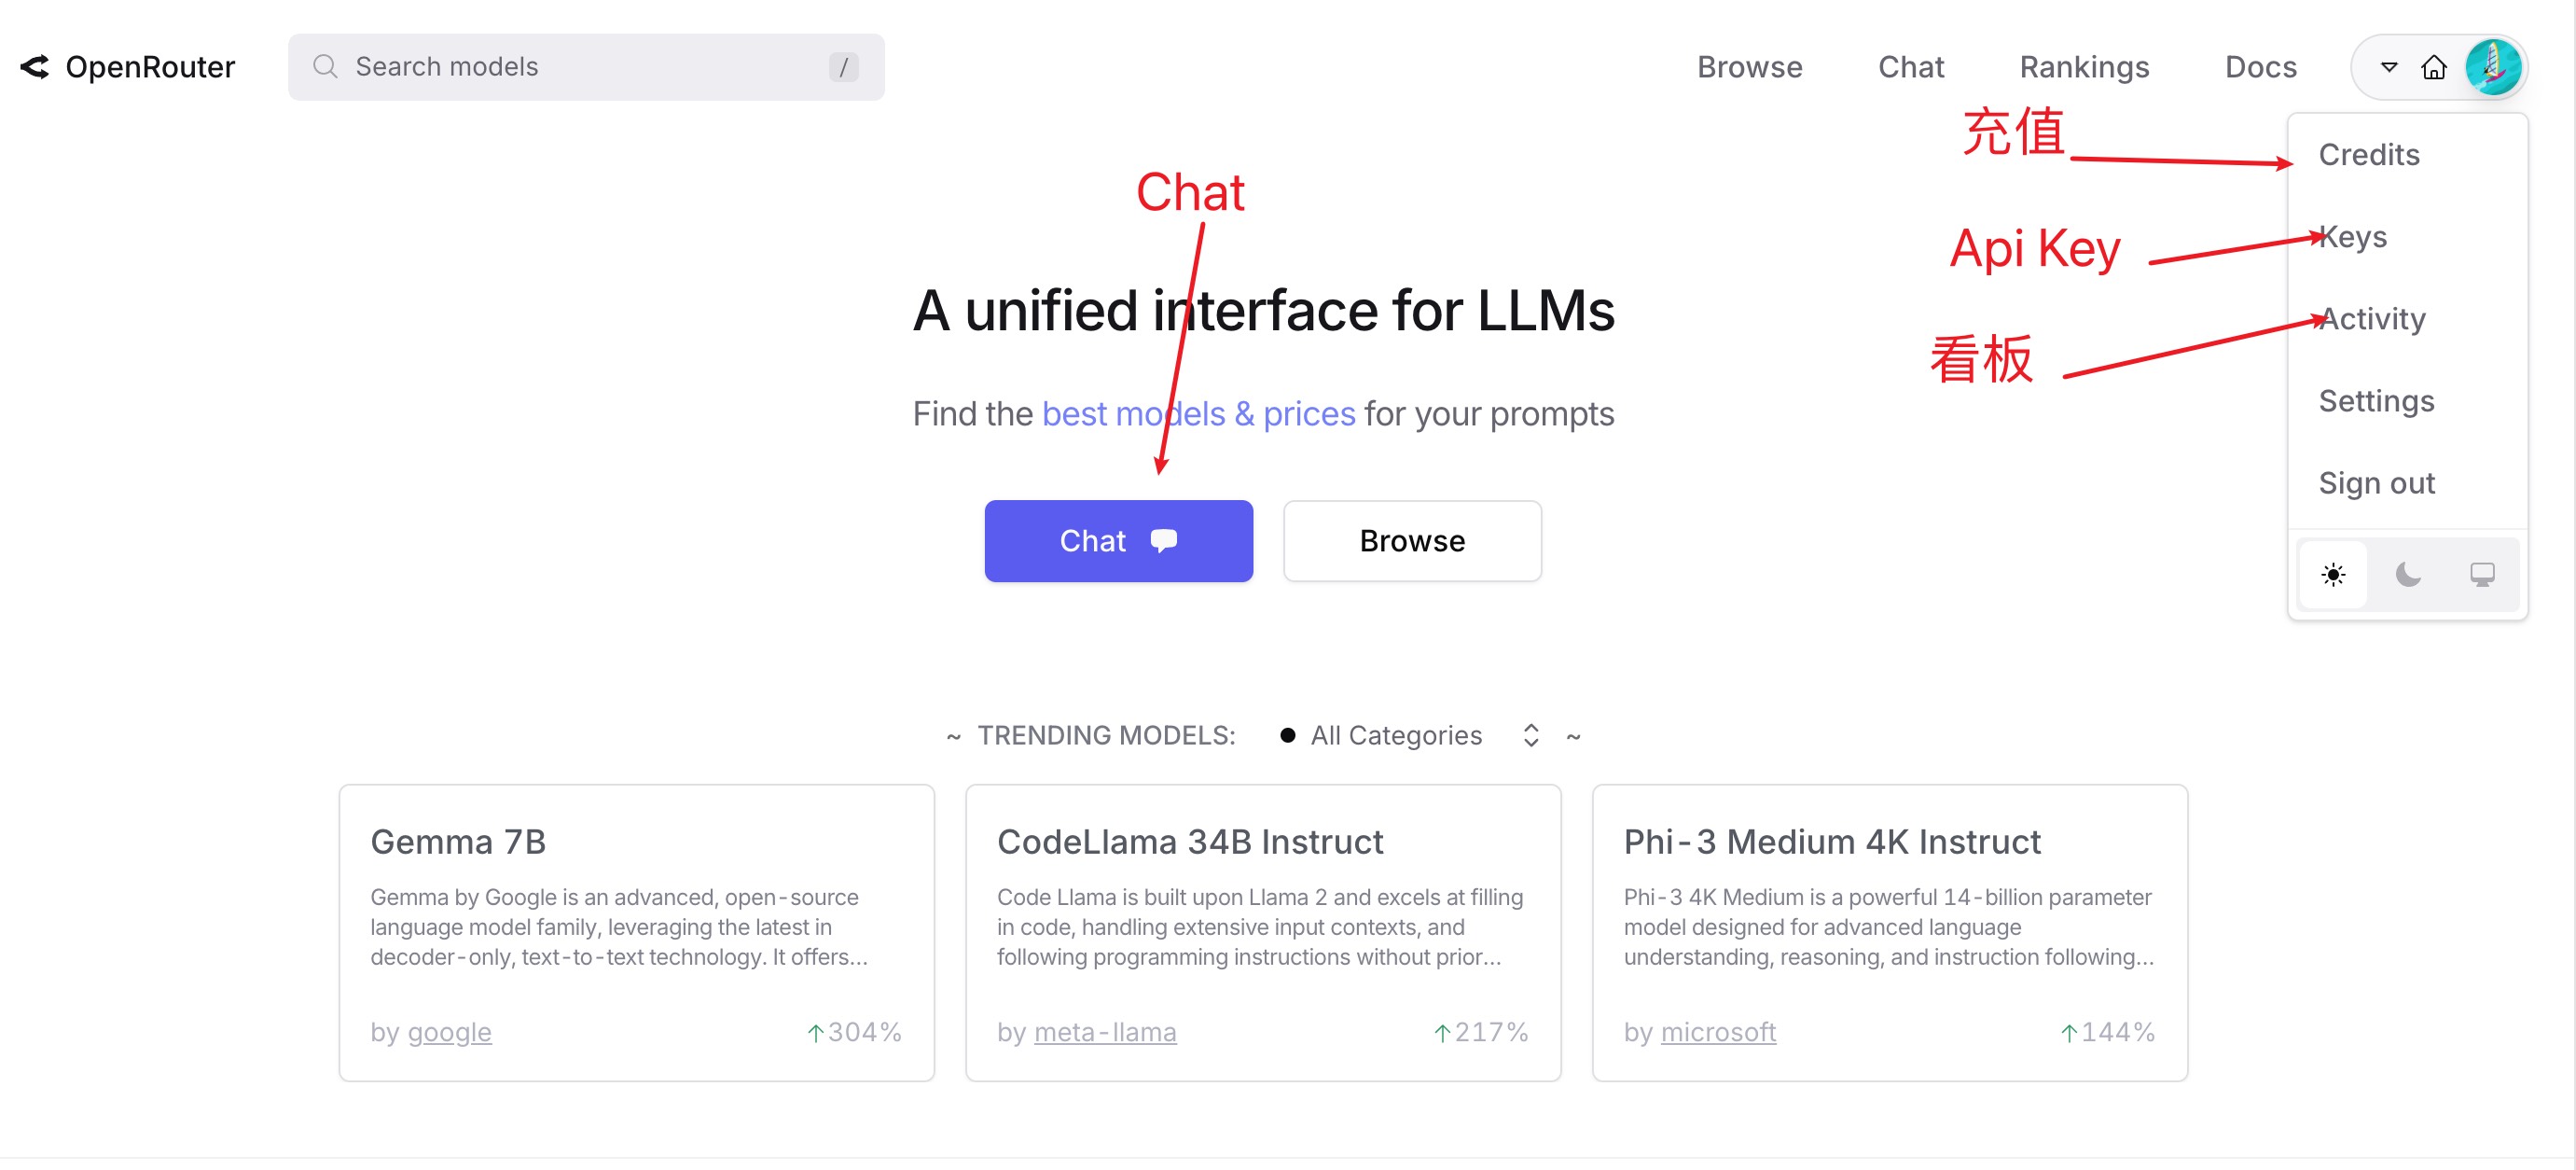 OpenRouter
Search models
/
Browse
Chat
Rankings
Docs
充值
Credits
Chat
Api Key
Keys
看板
Activity
Settings
Sign out
A unified interface for LLMs
Find the best models & prices for your prompts
Chat
Browse
~ TRENDING MODELS: All Categories ~
Gemma 7B
Gemma by Google is an advanced, open-source
language model family, leveraging the latest in
decoder-only, text-to-text technology. It offers...
by google
↑304%
CodeLlama 34B Instruct
Code Llama is built upon Llama 2 and excels at filling
in code, handling extensive input contexts, and
following programming instructions without prior...
by meta-llama
↑217%
Phi-3 Medium 4K Instruct
Phi-3 4K Medium is a powerful 14-billion parameter
model designed for advanced language
understanding, reasoning, and instruction following...
by microsoft
↑144%